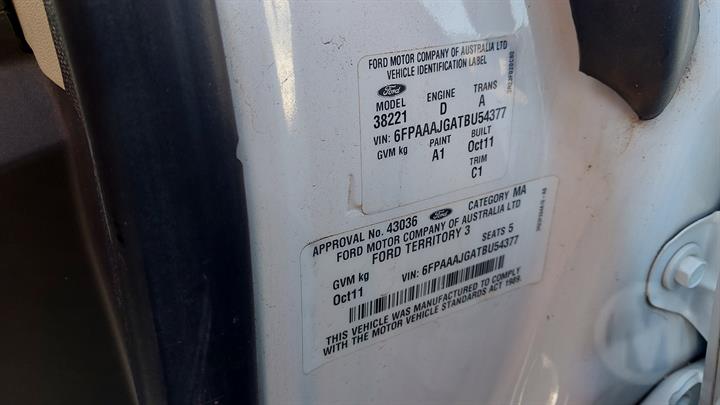 FORD MOTOR COMPANY OF AUSTRALIA LTD
VEHICLE IDENTIFICATION LABEL
Ford
MODEL ENGINE TRANS
38221 D A
VIN: 6FPAAAJGATBU54377
GVM kg PAINT BUILT
A1 Oct11
TRIM
C1
APPROVAL No. 43036 Ford CATEGORY MA
FORD MOTOR COMPANY OF AUSTRALIA LTD
FORD TERRITORY 3 SEATS 5
GVM kg VIN: 6FPAAAJGATBU54377
Oct11
THIS VEHICLE WAS MANUFACTURED TO COMPLY
WITH THE MOTOR VEHICLE STANDARDS ACT 1989.